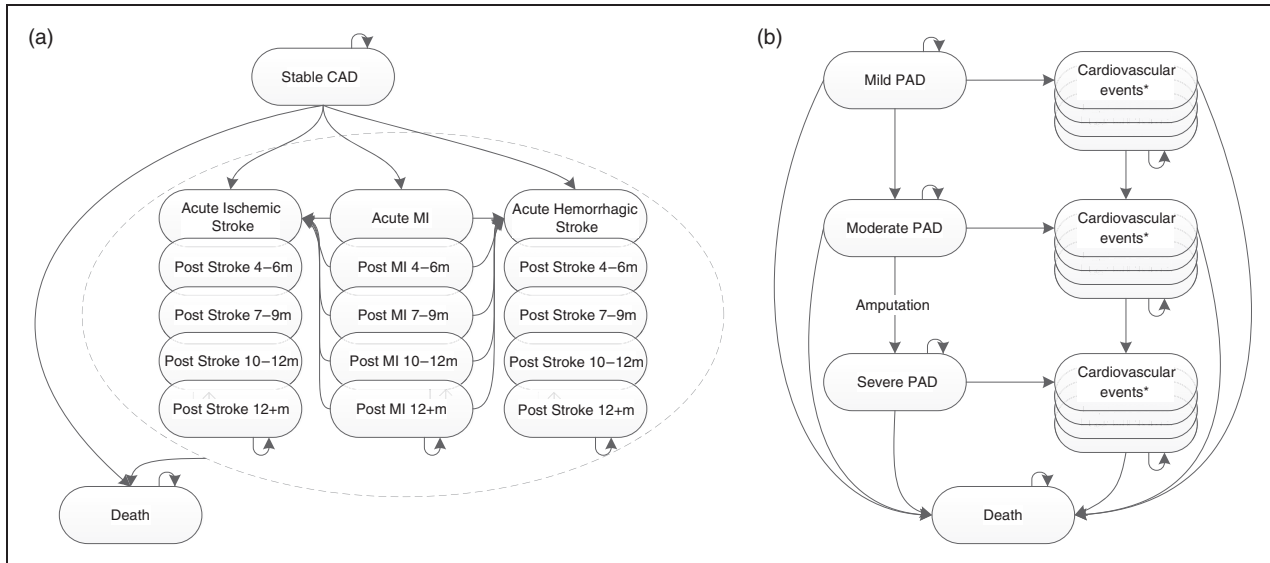 (a)
Stable CAD
Acute Ischemic
Stroke
Post Stroke 4–6m
Post Stroke 7–9m
Post Stroke 10–12m
Post Stroke 12+m
Acute MI
Post MI 4–6m
Post MI 7–9m
Post MI 10–12m
Post MI 12+m
Acute Hemorrhagic
Stroke
Post Stroke 4–6m
Post Stroke 7–9m
Post Stroke 10–12m
Post Stroke 12+m
Death
(b)
Mild PAD
Cardiovascular
events*
Moderate PAD
Cardiovascular
events*
Amputation
Severe PAD
Cardiovascular
events*
Death